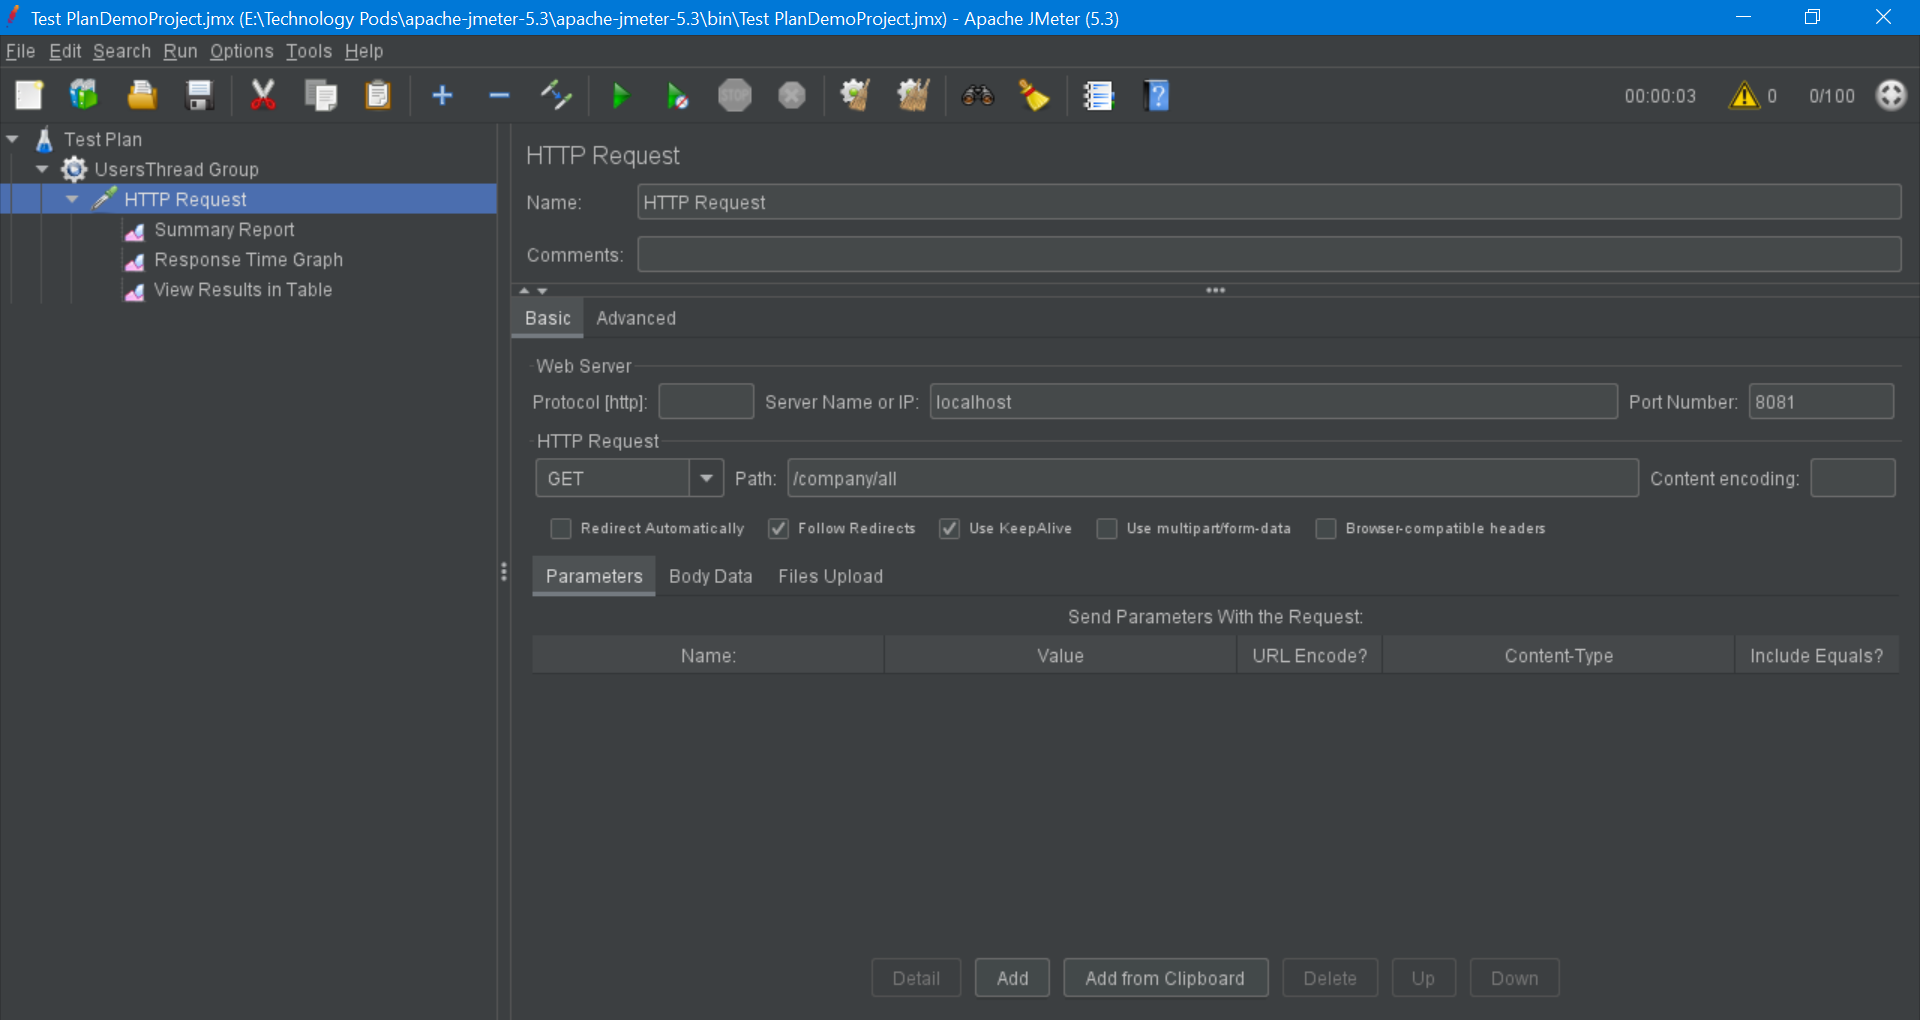 Test PlanDemoProject.jmx (E:\Technology Pods\apache-jmeter-5.3\apache-jmeter-5.3\bin\Test PlanDemoProject.jmx) - Apache JMeter (5.3)
File Edit Search Run Options Tools Help
STOP ? 00:00:03 0 0/100
Test Plan
UsersThread Group
HTTP Request
Summary Report
Response Time Graph
View Results in Table
HTTP Request
Name: HTTP Request
Comments:
Basic Advanced
Web Server
Protocol [http]: Server Name or IP: localhost Port Number: 8081
HTTP Request
GET Path: /company/all Content encoding:
Redirect Automatically Follow Redirects Use KeepAlive Use multipart/form-data Browser-compatible headers
Parameters Body Data Files Upload
Send Parameters With the Request:
Name: Value URL Encode? Content-Type Include Equals?
Detail Add Add from Clipboard Delete Up Down